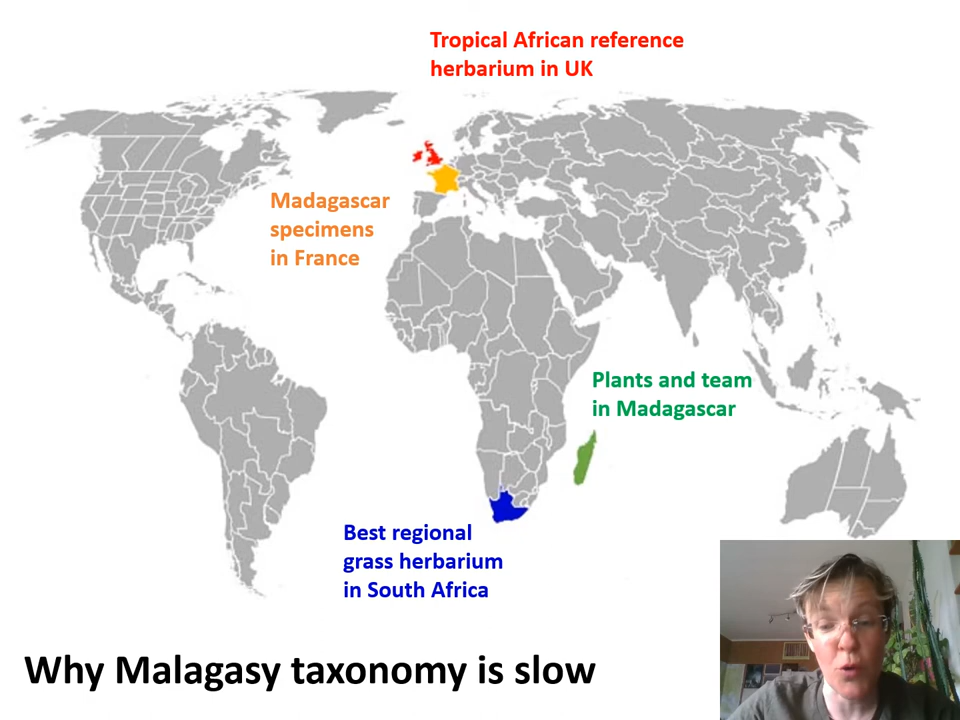 Tropical African reference
herbarium in UK
Madagascar
specimens
in France
Plants and team
in Madagascar
Best regional
grass herbarium
in South Africa
Why Malagasy taxonomy is slow